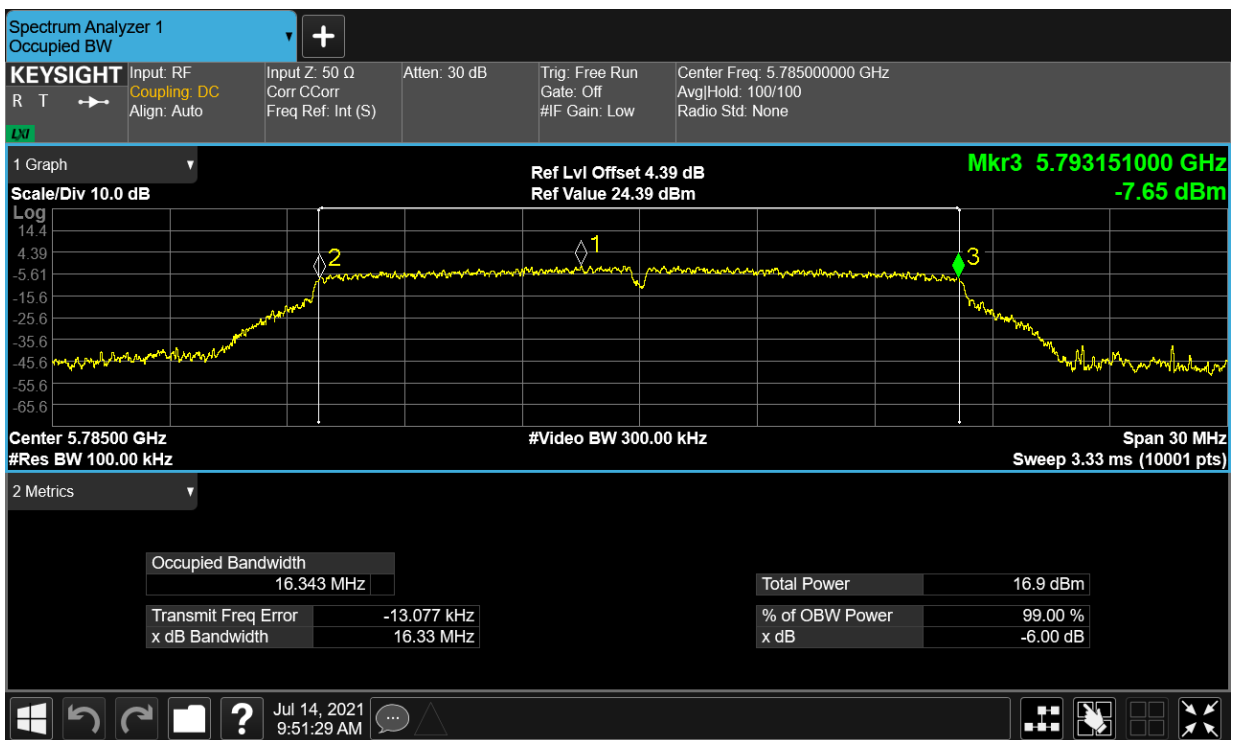 Spectrum Analyzer 1
Occupied BW
▼
+
KEYSIGHT
R T
LXI
Input: RF
Coupling: DC
Align: Auto
Input Z: 50 Ω
Corr CCorr
Freq Ref: Int (S)
Atten: 30 dB
Trig: Free Run
Gate: Off
#IF Gain: Low
Center Freq: 5.785000000 GHz
Avg|Hold: 100/100
Radio Std: None
1 Graph ▼
Scale/Div 10.0 dB
Ref Lvl Offset 4.39 dB
Ref Value 24.39 dBm
Mkr3 5.793151000 GHz
-7.65 dBm
Log
14.4
4.39
-5.61
-15.6
-25.6
-35.6
-45.6
-55.6
-65.6
2
1
3
Center 5.78500 GHz
#Res BW 100.00 kHz
#Video BW 300.00 kHz
Span 30 MHz
Sweep 3.33 ms (10001 pts)
2 Metrics ▼
Occupied Bandwidth
16.343 MHz
Transmit Freq Error -13.077 kHz
x dB Bandwidth 16.33 MHz
Total Power 16.9 dBm
% of OBW Power 99.00 %
x dB -6.00 dB
?
Jul 14, 2021
9:51:29 AM